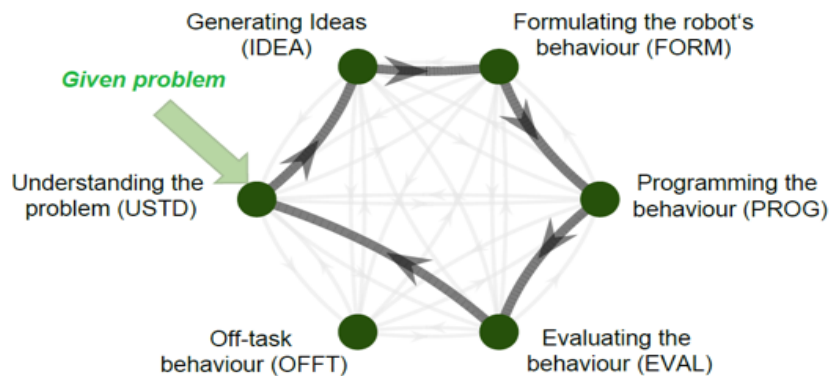 Generating Ideas
(IDEA)
Formulating the robot‘s
behaviour (FORM)
Given problem
Understanding the
problem (USTD)
Programming the
behaviour (PROG)
Off-task
behaviour (OFFT)
Evaluating the
behaviour (EVAL)